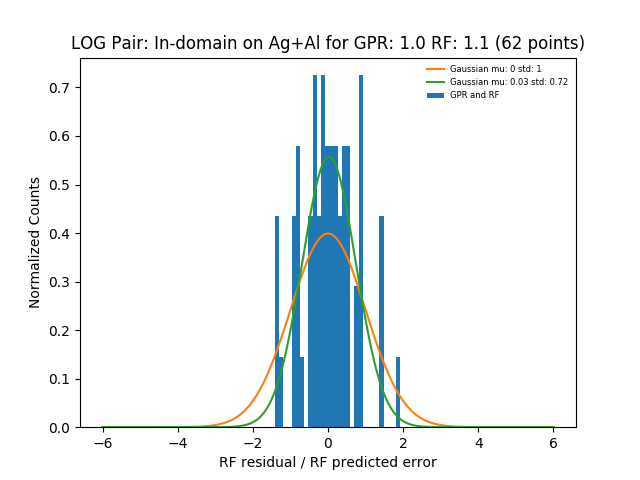 LOG Pair: In-domain on Ag+Al for GPR: 1.0 RF: 1.1 (62 points)
Gaussian mu: 0 std: 1
Gaussian mu: 0.03 std: 0.72
GPR and RF
Normalized Counts
0.7
0.6
0.5
0.4
0.3
0.2
0.1
0.0
−6 −4 −2 0 2 4 6
RF residual / RF predicted error